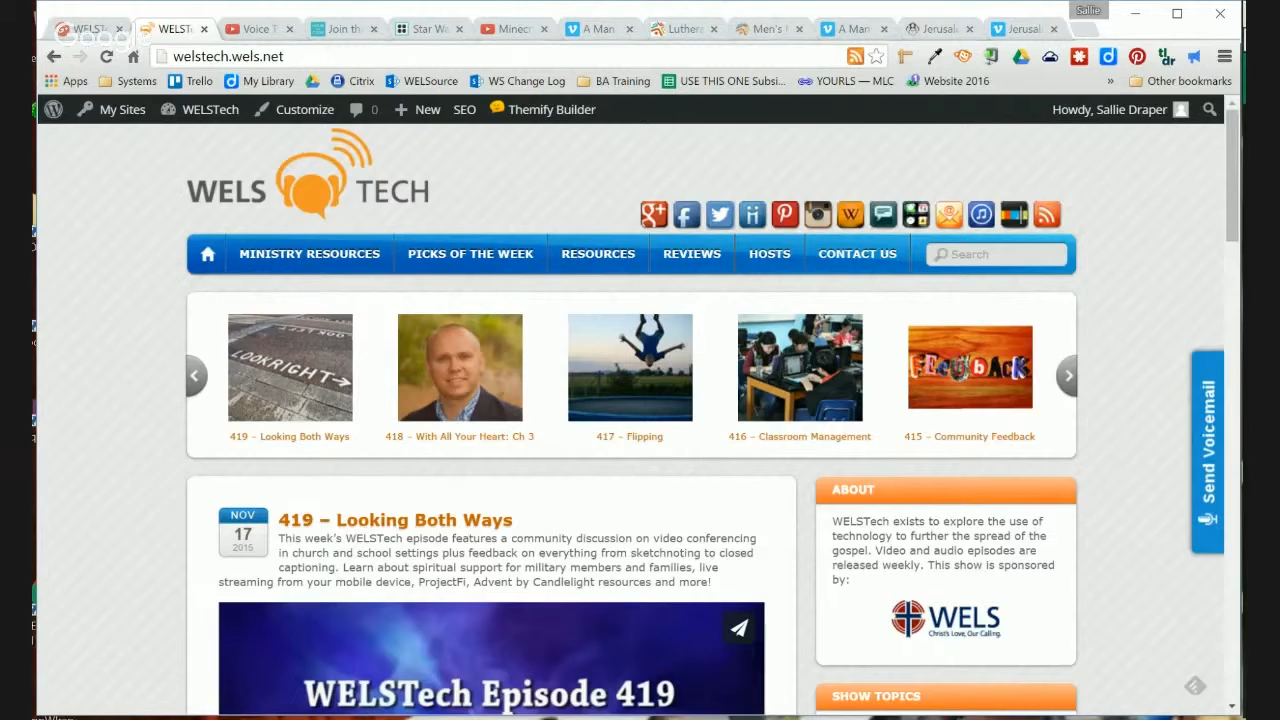 Sallie
WELS
WELST
Voice T
Join th
Star Wa
Minecr
A Man
Luthera
Men's l
A Man
Jerusal
Jerusal
Google
welstech.wels.net
Apps
Systems
Trello
My Library
Citrix
WELSource
WS Change Log
BA Training
USE THIS ONE:Subsi...
YOURLS — MLC
Website 2016
»
Other bookmarks
My Sites
WELSTech
Customize
0
New
SEO
Themify Builder
Howdy, Sallie Draper
WELS TECH
MINISTRY RESOURCES
PICKS OF THE WEEK
RESOURCES
REVIEWS
HOSTS
CONTACT US
Search
LOOK LEFT
LOOK RIGHT
FEEDBACK
419 – Looking Both Ways
418 – With All Your Heart: Ch 3
417 – Flipping
416 – Classroom Management
415 – Community Feedback
Send Voicemail
NOV
17
2015
419 – Looking Both Ways
This week's WELSTech episode features a community discussion on video conferencing
in church and school settings plus feedback on everything from sketchnoting to closed
captioning. Learn about spiritual support for military members and families, live
streaming from your mobile device, ProjectFi, Advent by Candlelight resources and more!
WELSTech Episode 419
ABOUT
WELSTech exists to explore the use of
technology to further the spread of the
gospel. Video and audio episodes are
released weekly. This show is sponsored
by:
WELS
Christ's Love, Our Calling.
SHOW TOPICS